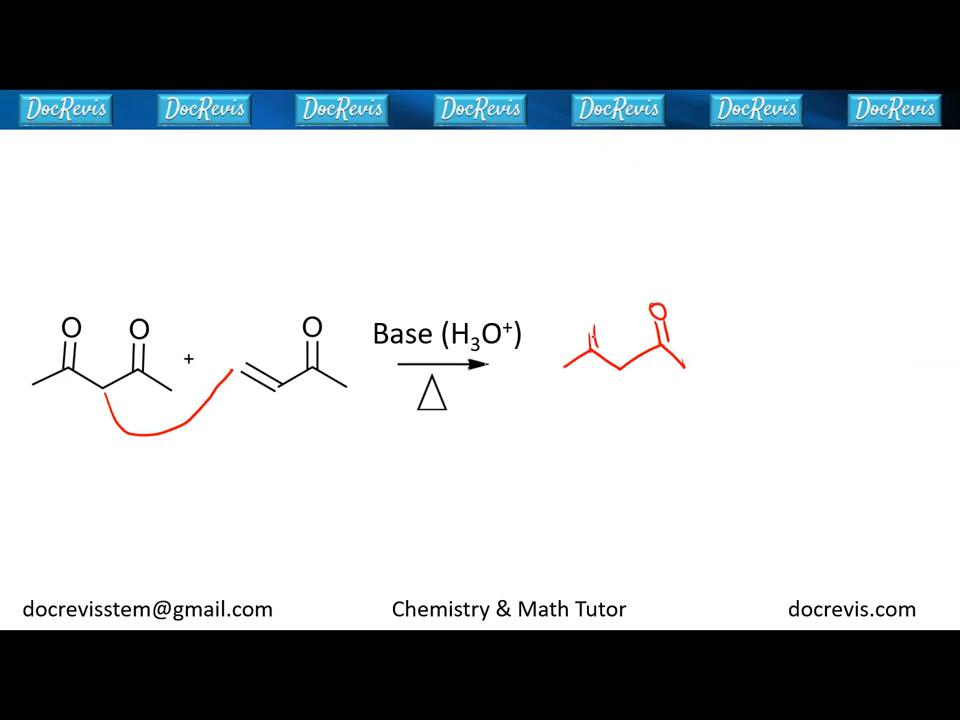 DocRevis DocRevis DocRevis DocRevis DocRevis DocRevis DocRevis
O O + O Base (H₃O⁺) O
△
docrevisstem@gmail.com Chemistry & Math Tutor docrevis.com